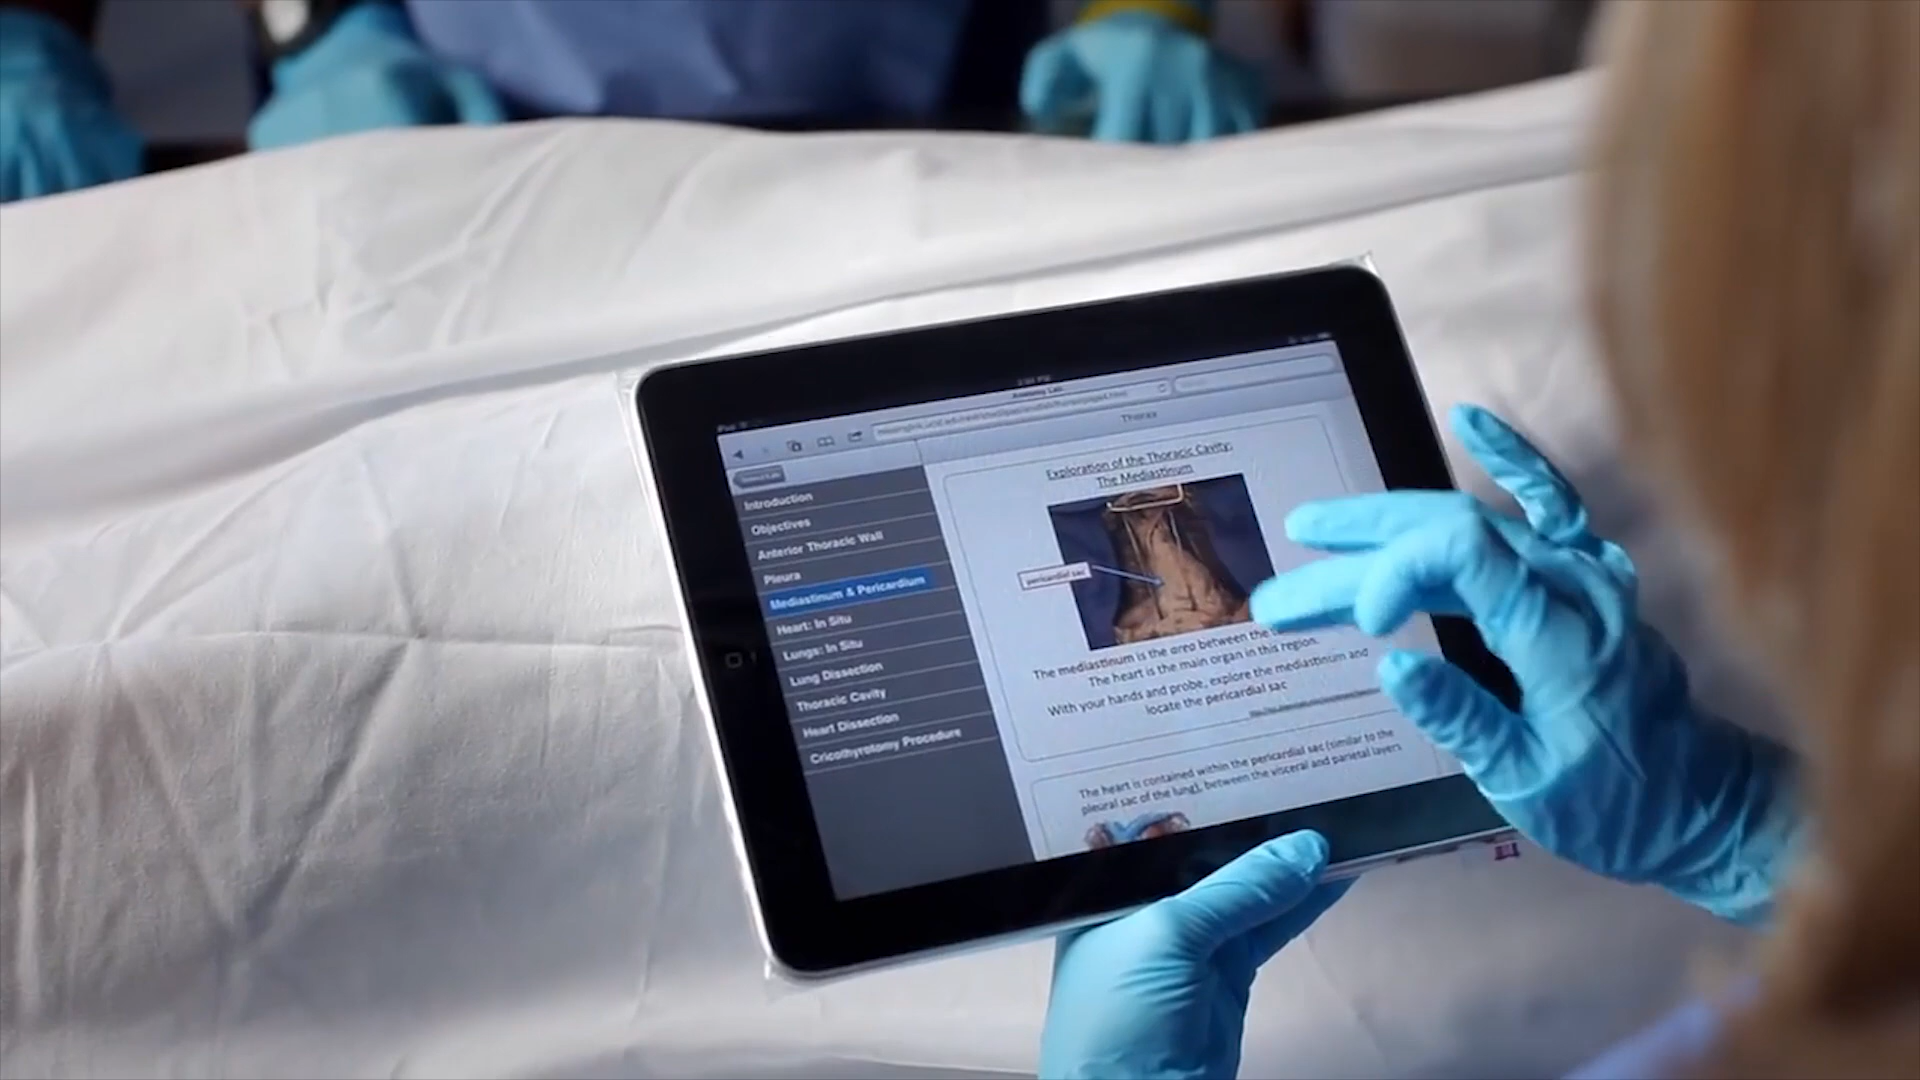 iPad
Anatomy Lab
Thorax
Introduction
Objectives
Anterior Thoracic Wall
Pleura
Mediastinum & Pericardium
Heart: In Situ
Lungs: In Situ
Lung Dissection
Thoracic Cavity
Heart Dissection
Cricothyrotomy Procedure
Exploration of the Thoracic Cavity:
The Mediastinum
pericardial sac
The mediastinum is the area between the
The heart is the main organ in this region.
With your hands and probe, explore the mediastinum and
locate the pericardial sac
The heart is contained within the pericardial sac (similar to the
pleural sac of the lung), between the visceral and parietal layers